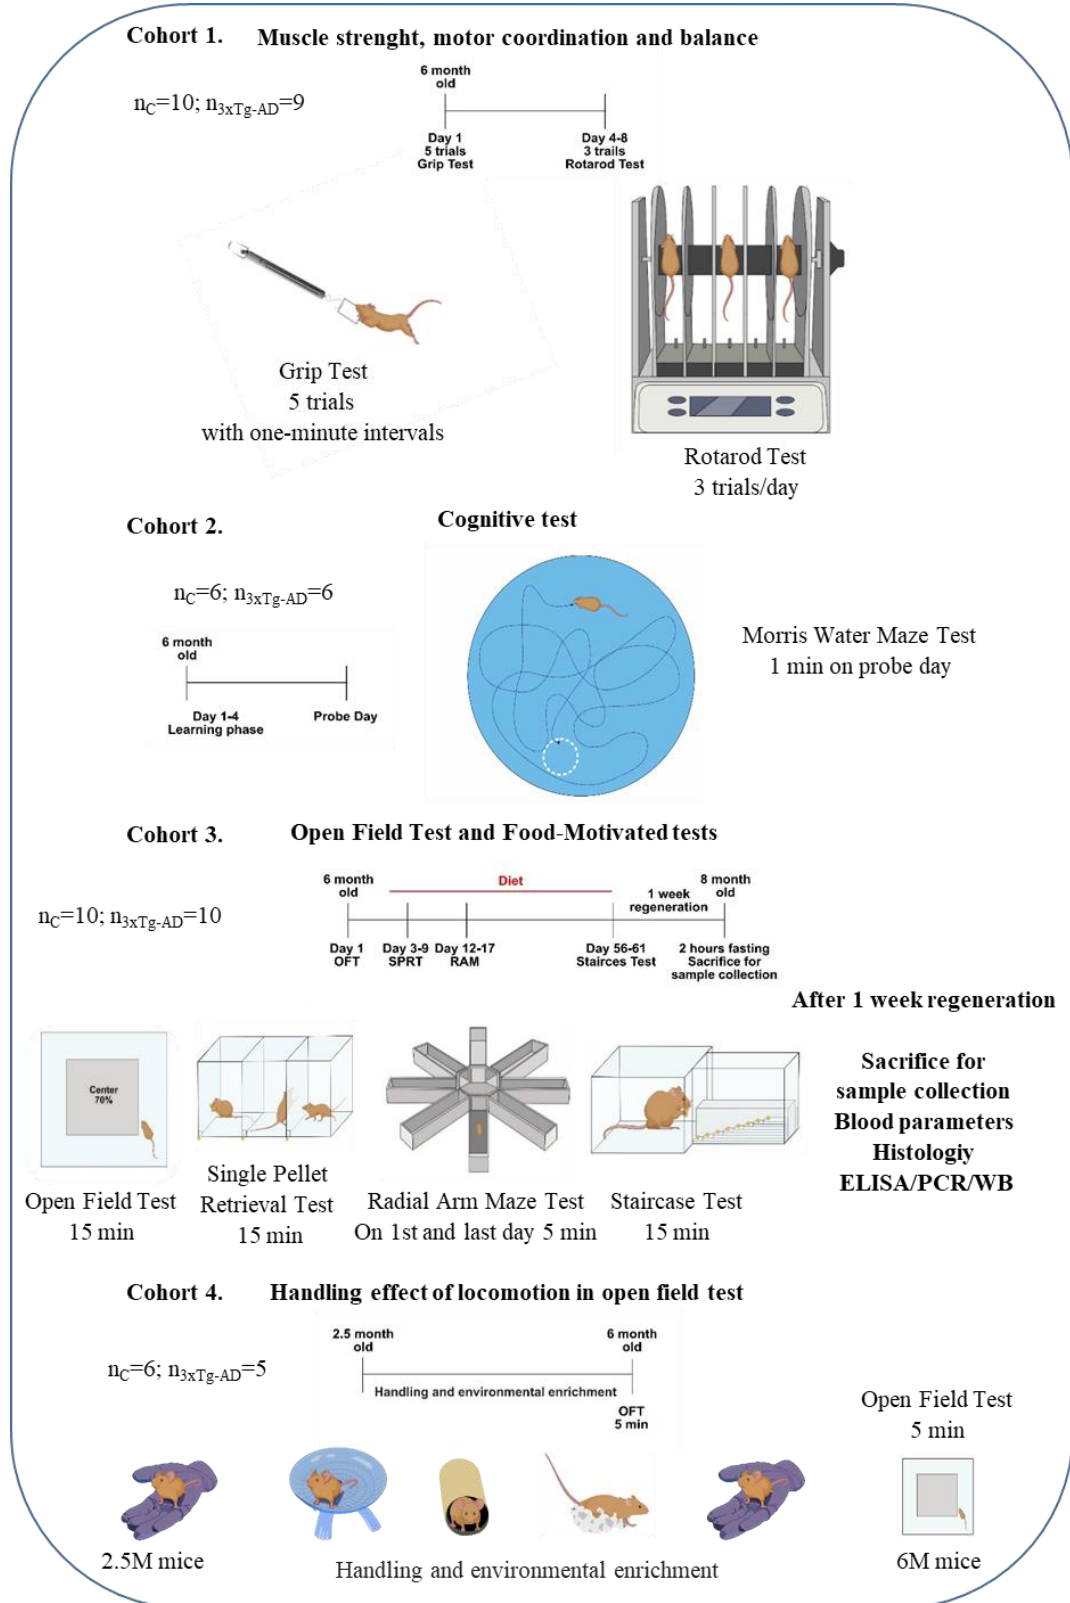 Cohort 1. Muscle strenght, motor coordination and balance
6 month
old
n_C=10; n_3xTg-AD=9
Day 1
5 trials
Grip Test
Day 4-8
3 trails
Rotarod Test
Grip Test
5 trials
with one-minute intervals
Rotarod Test
3 trials/day
Cohort 2. Cognitive test
n_C=6; n_3xTg-AD=6
6 month
old
Day 1-4
Learning phase
Probe Day
Morris Water Maze Test
1 min on probe day
Cohort 3. Open Field Test and Food-Motivated tests
n_C=10; n_3xTg-AD=10
6 month
old
Diet
1 week
regeneration
8 month
old
Day 1
OFT
Day 3-9
SPRT
Day 12-17
RAM
Day 56-61
Stairces Test
2 hours fasting
Sacrifice for
sample collection
After 1 week regeneration
Sacrifice for
sample collection
Blood parameters
Histologiy
ELISA/PCR/WB
Center
70%
Open Field Test
15 min
Single Pellet
Retrieval Test
15 min
Radial Arm Maze Test
On 1st and last day 5 min
Staircase Test
15 min
Cohort 4. Handling effect of locomotion in open field test
n_C=6; n_3xTg-AD=5
2.5 month
old
6 month
old
Handling and environmental enrichment
OFT
5 min
Open Field Test
5 min
2.5M mice
Handling and environmental enrichment
6M mice